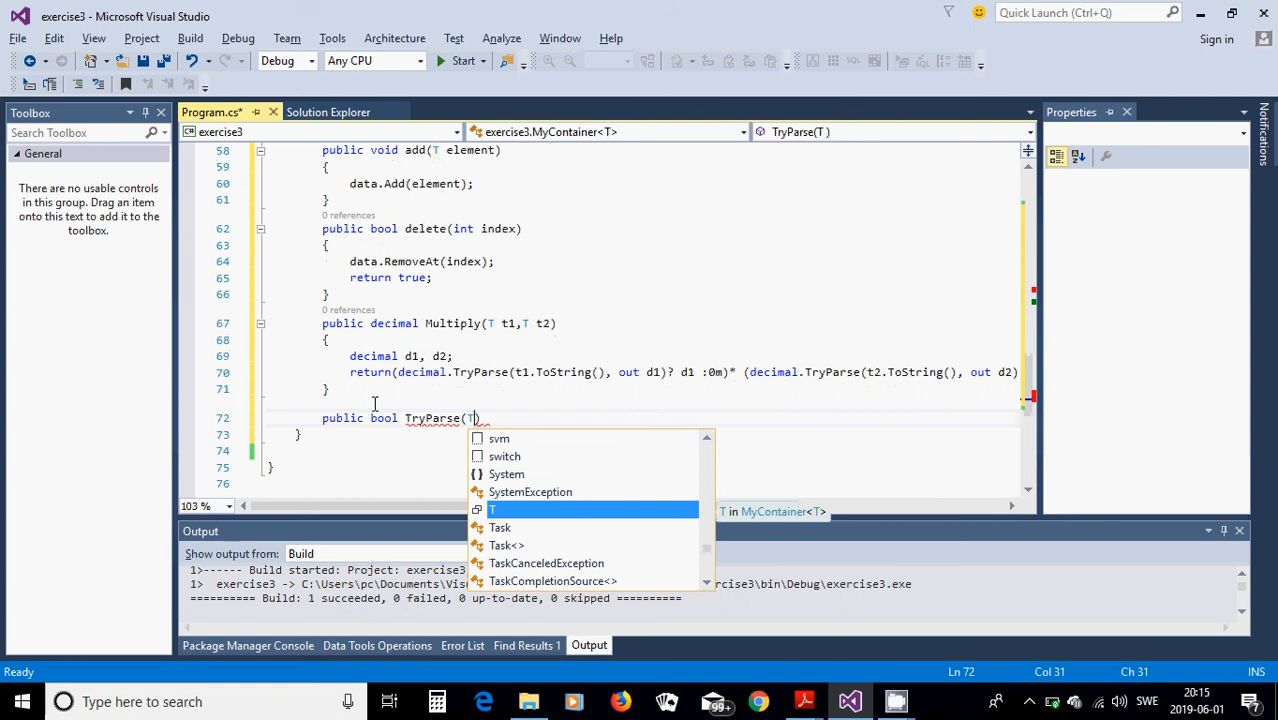 exercise3 - Microsoft Visual Studio
Quick Launch (Ctrl+Q)
File Edit View Project Build Debug Team Tools Architecture Test Analyze Window Help
Sign in
Debug Any CPU Start
Toolbox
Program.cs* Solution Explorer
Properties
Notifications
Search Toolbox
exercise3 exercise3.MyContainer<T> TryParse(T )
General
There are no usable controls
in this group. Drag an item
onto this text to add it to the
toolbox.
58 public void add(T element)
59 {
60 data.Add(element);
61 }
0 references
62 public bool delete(int index)
63 {
64 data.RemoveAt(index);
65 return true;
66 }
0 references
67 public decimal Multiply(T t1,T t2)
68 {
69 decimal d1, d2;
70 return(decimal.TryParse(t1.ToString(), out d1)? d1 :0m)* (decimal.TryParse(t2.ToString(), out d2)
71 }
72 public bool TryParse(T)
73 }
74
75 }
76
svm
switch
{ } System
SystemException
T
T in MyContainer<T>
Task
Task<>
TaskCanceledException
TaskCompletionSource<>
103 %
Output
Show output from: Build
1>------ Build started: Project: exercise3
1> exercise3 -> C:\Users\pc\Documents\Vis xercise3\bin\Debug\exercise3.exe
========== Build: 1 succeeded, 0 failed, 0 up-to-date, 0 skipped ==========
Package Manager Console Data Tools Operations Error List Find Results 1 Output
Ready Ln 72 Col 31 Ch 31 INS
Type here to search
99+
SWE
20:15
2019-06-01
7